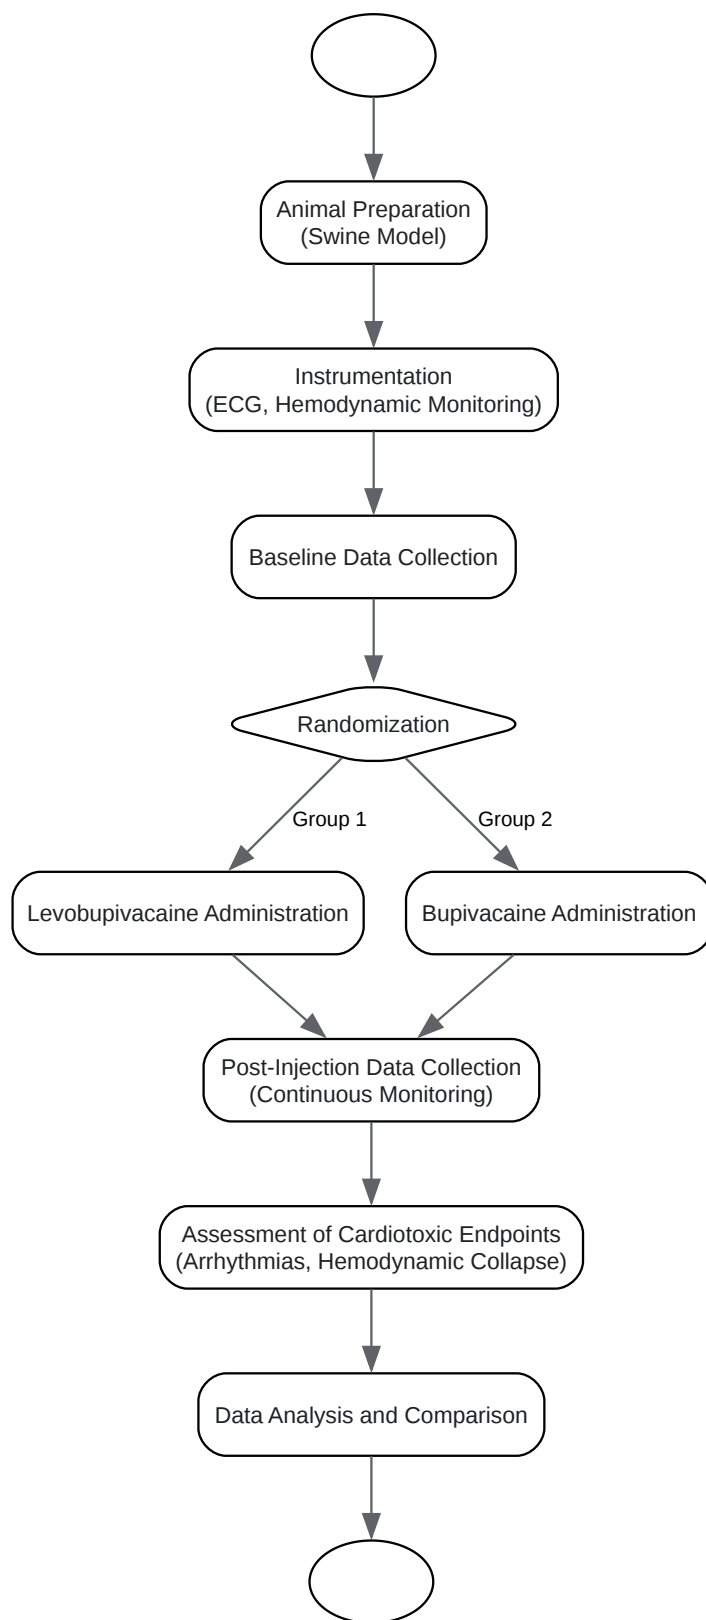 Animal Preparation
(Swine Model)
Instrumentation
(ECG, Hemodynamic Monitoring)
Baseline Data Collection
Randomization
Group 1
Group 2
Levobupivacaine Administration
Bupivacaine Administration
Post-Injection Data Collection
(Continuous Monitoring)
Assessment of Cardiotoxic Endpoints
(Arrhythmias, Hemodynamic Collapse)
Data Analysis and Comparison